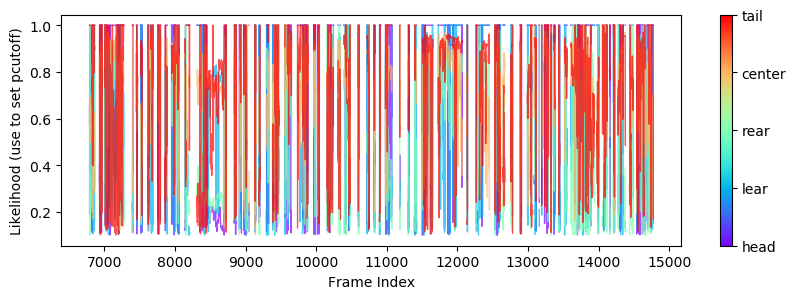 Likelihood (use to set pcutoff)
1.0
0.8
0.6
0.4
0.2
7000 8000 9000 10000 11000 12000 13000 14000 15000
Frame Index
tail
center
rear
lear
head